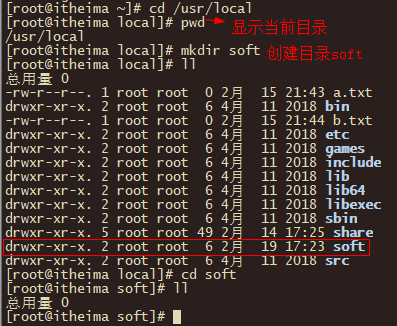 [root@itheima ~]# cd /usr/local
[root@itheima local]# pwd 显示当前目录
/usr/local
[root@itheima local]# mkdir soft 创建目录soft
[root@itheima local]# ll
总用量 0
-rw-r--r--. 1 root root  0 2月  15 21:43 a.txt
drwxr-xr-x. 2 root root  6 4月  11 2018 bin
-rw-r--r--. 1 root root  0 2月  15 21:44 b.txt
drwxr-xr-x. 2 root root  6 4月  11 2018 etc
drwxr-xr-x. 2 root root  6 4月  11 2018 games
drwxr-xr-x. 2 root root  6 4月  11 2018 include
drwxr-xr-x. 2 root root  6 4月  11 2018 lib
drwxr-xr-x. 2 root root  6 4月  11 2018 lib64
drwxr-xr-x. 2 root root  6 4月  11 2018 libexec
drwxr-xr-x. 2 root root  6 4月  11 2018 sbin
drwxr-xr-x. 5 root root 49 2月  14 17:25 share
drwxr-xr-x. 2 root root  6 2月  19 17:23 soft
drwxr-xr-x. 2 root root  6 4月  11 2018 src
[root@itheima local]# cd soft
[root@itheima soft]# ll
总用量 0
[root@itheima soft]#